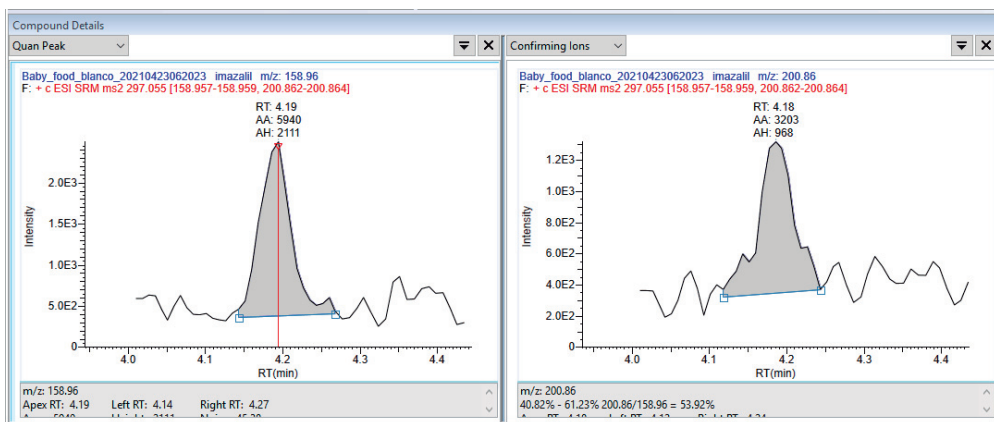 Compound Details
Quan Peak
Baby_food_blanco_20210423062023 imazalil m/z: 158.96
F: + c ESI SRM ms2 297.055 [158.957-158.959, 200.862-200.864]
RT: 4.19
AA: 5940
AH: 2111
2.0E3
1.5E3
1.0E3
5.0E2
0
Intensity
4.0 4.1 4.2 4.3 4.4
RT(min)
m/z: 158.96
Apex RT: 4.19 Left RT: 4.14 Right RT: 4.27
Confirming Ions
Baby_food_blanco_20210423062023 imazalil m/z: 200.86
F: + c ESI SRM ms2 297.055 [158.957-158.959, 200.862-200.864]
RT: 4.18
AA: 3203
AH: 968
1.2E3
1.0E3
8.0E2
6.0E2
4.0E2
2.0E2
0
Intensity
4.0 4.1 4.2 4.3 4.4
RT(min)
m/z: 200.86
40.82% - 61.23% 200.86/158.96 = 53.92%